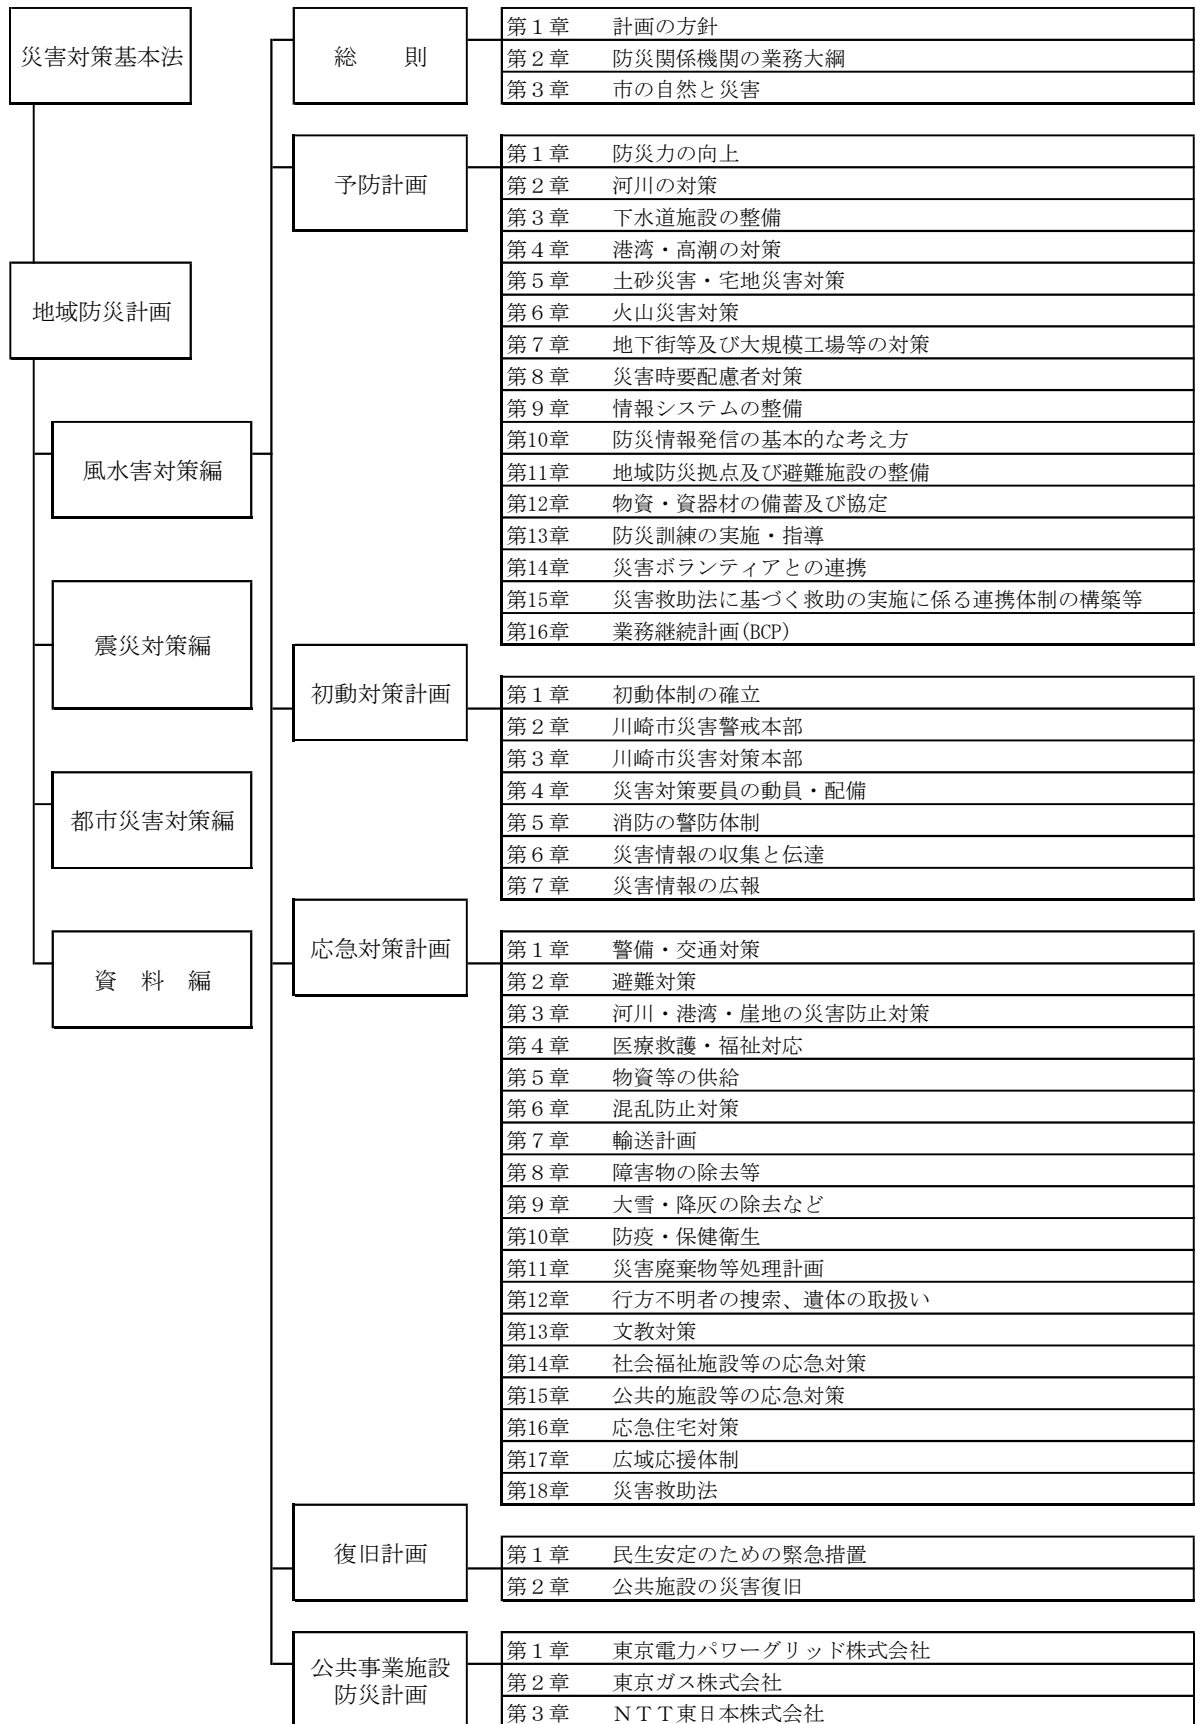 災害対策基本法
地域防災計画
風水害対策編
震災対策編
都市災害対策編
資 料 編
総 則
第１章 計画の方針
第２章 防災関係機関の業務大綱
第３章 市の自然と災害
予防計画
第１章 防災力の向上
第２章 河川の対策
第３章 下水道施設の整備
第４章 港湾・高潮の対策
第５章 土砂災害・宅地災害対策
第６章 火山災害対策
第７章 地下街等及び大規模工場等の対策
第８章 災害時要配慮者対策
第９章 情報システムの整備
第10章 防災情報発信の基本的な考え方
第11章 地域防災拠点及び避難施設の整備
第12章 物資・資器材の備蓄及び協定
第13章 防災訓練の実施・指導
第14章 災害ボランティアとの連携
第15章 災害救助法に基づく救助の実施に係る連携体制の構築等
第16章 業務継続計画(BCP)
初動対策計画
第１章 初動体制の確立
第２章 川崎市災害警戒本部
第３章 川崎市災害対策本部
第４章 災害対策要員の動員・配備
第５章 消防の警防体制
第６章 災害情報の収集と伝達
第７章 災害情報の広報
応急対策計画
第１章 警備・交通対策
第２章 避難対策
第３章 河川・港湾・崖地の災害防止対策
第４章 医療救護・福祉対応
第５章 物資等の供給
第６章 混乱防止対策
第７章 輸送計画
第８章 障害物の除去等
第９章 大雪・降灰の除去など
第10章 防疫・保健衛生
第11章 災害廃棄物等処理計画
第12章 行方不明者の捜索、遺体の取扱い
第13章 文教対策
第14章 社会福祉施設等の応急対策
第15章 公共的施設等の応急対策
第16章 応急住宅対策
第17章 広域応援体制
第18章 災害救助法
復旧計画
第１章 民生安定のための緊急措置
第２章 公共施設の災害復旧
公共事業施設
防災計画
第１章 東京電力パワーグリッド株式会社
第２章 東京ガス株式会社
第３章 ＮＴＴ東日本株式会社